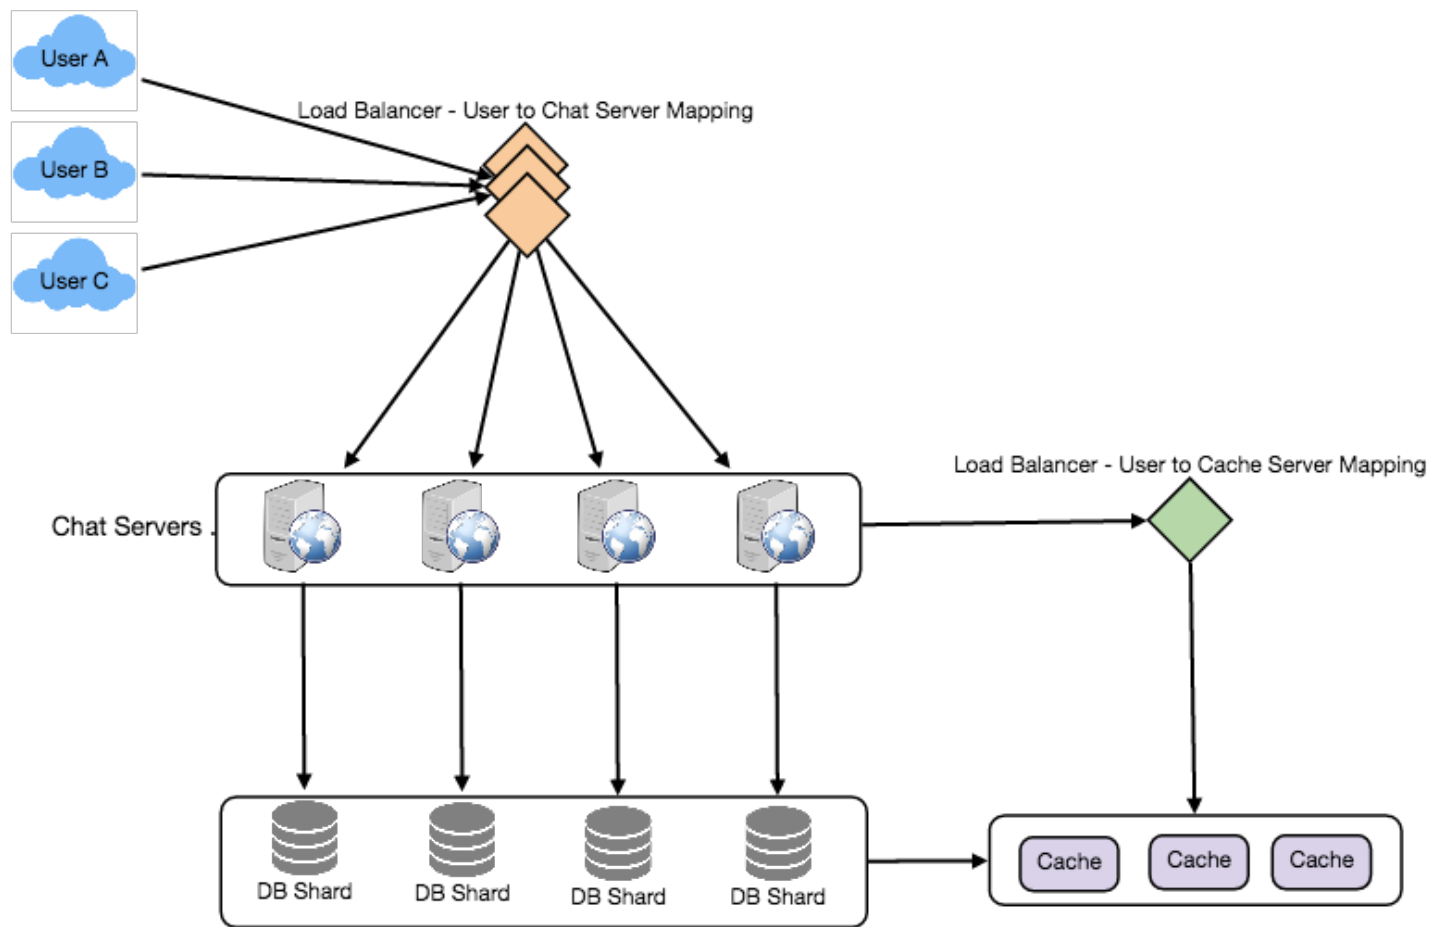 User A
Load Balancer - User to Chat Server Mapping
User B
User C
Load Balancer - User to Cache Server Mapping
Chat Servers
DB Shard
DB Shard
DB Shard
DB Shard
Cache
Cache
Cache